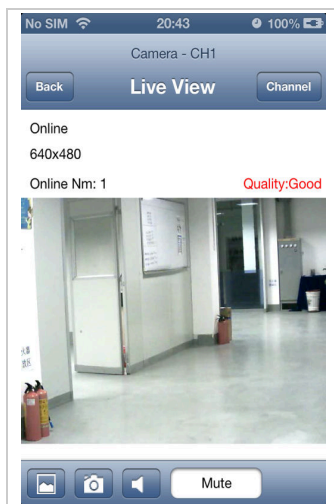 No SIM 20:43 100%
Camera - CH1
Back Live View Channel
Online
640x480
Online Nm: 1 Quality:Good
Mute